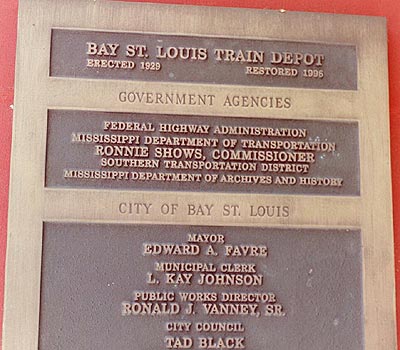 BAY ST. LOUIS TRAIN DEPOT
ERECTED 1929 RESTORED 1996
GOVERNMENT AGENCIES
FEDERAL HIGHWAY ADMINISTRATION
MISSISSIPPI DEPARTMENT OF TRANSPORTATION
RONNIE SHOWS, COMMISSIONER
SOUTHERN TRANSPORTATION DISTRICT
MISSISSIPPI DEPARTMENT OF ARCHIVES AND HISTORY
CITY OF BAY ST. LOUIS
MAYOR
EDWARD A. FAVRE
MUNICIPAL CLERK
L. KAY JOHNSON
PUBLIC WORKS DIRECTOR
RONALD J. VANNEY, SR.
CITY COUNCIL
TAD BLACK